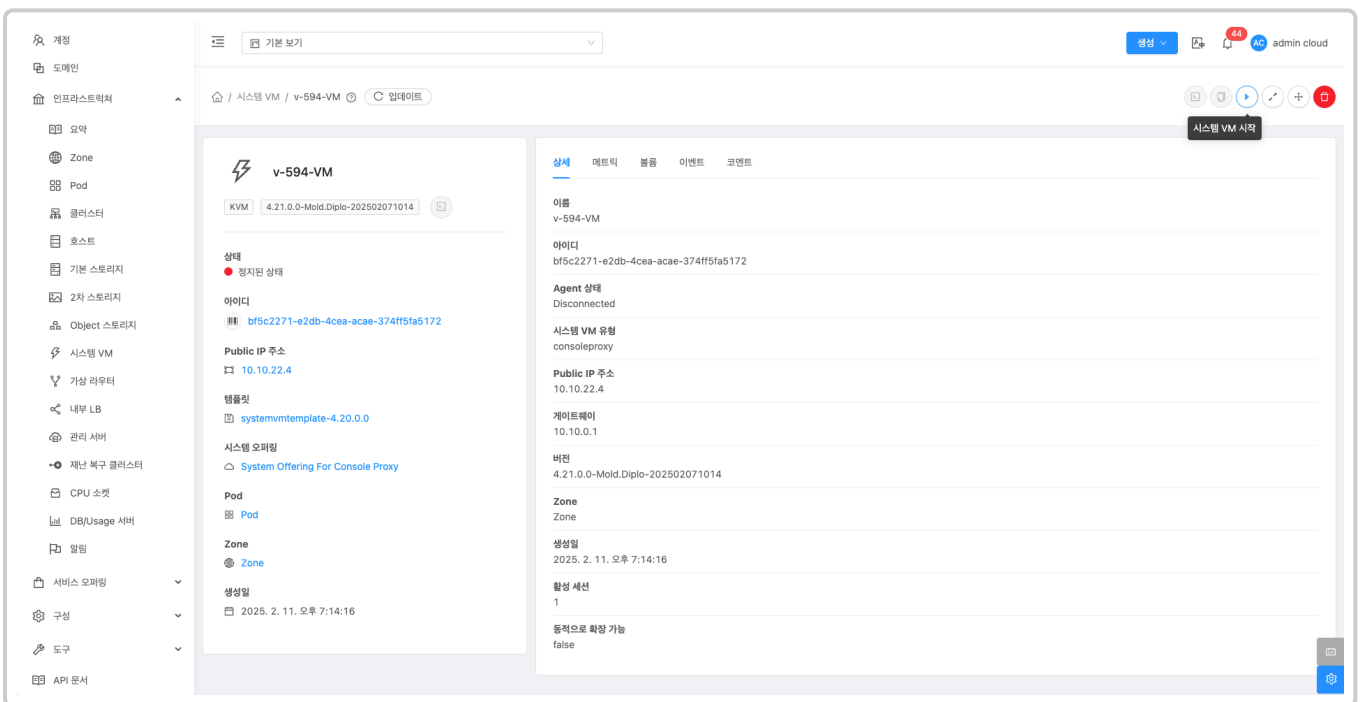 계정
도메인
인프라스트럭쳐
요약
Zone
Pod
클러스터
호스트
기본 스토리지
2차 스토리지
Object 스토리지
시스템 VM
가상 라우터
내부 LB
관리 서버
재난 복구 클러스터
CPU 소켓
DB/Usage 서버
알림
서비스 오퍼링
구성
도구
API 문서
기본 보기
생성
44
AC admin cloud
/ 시스템 VM / v-594-VM 업데이트
시스템 VM 시작
v-594-VM
KVM 4.21.0.0-Mold.Diplo-202502071014
상태
정지된 상태
아이디
bf5c2271-e2db-4cea-acae-374ff5fa5172
Public IP 주소
10.10.22.4
템플릿
systemvmtemplate-4.20.0.0
시스템 오퍼링
System Offering For Console Proxy
Pod
Pod
Zone
Zone
생성일
2025. 2. 11. 오후 7:14:16
상세 메트릭 볼륨 이벤트 코멘트
이름
v-594-VM
아이디
bf5c2271-e2db-4cea-acae-374ff5fa5172
Agent 상태
Disconnected
시스템 VM 유형
consoleproxy
Public IP 주소
10.10.22.4
게이트웨이
10.10.0.1
버전
4.21.0.0-Mold.Diplo-202502071014
Zone
Zone
생성일
2025. 2. 11. 오후 7:14:16
활성 세션
1
동적으로 확장 가능
false